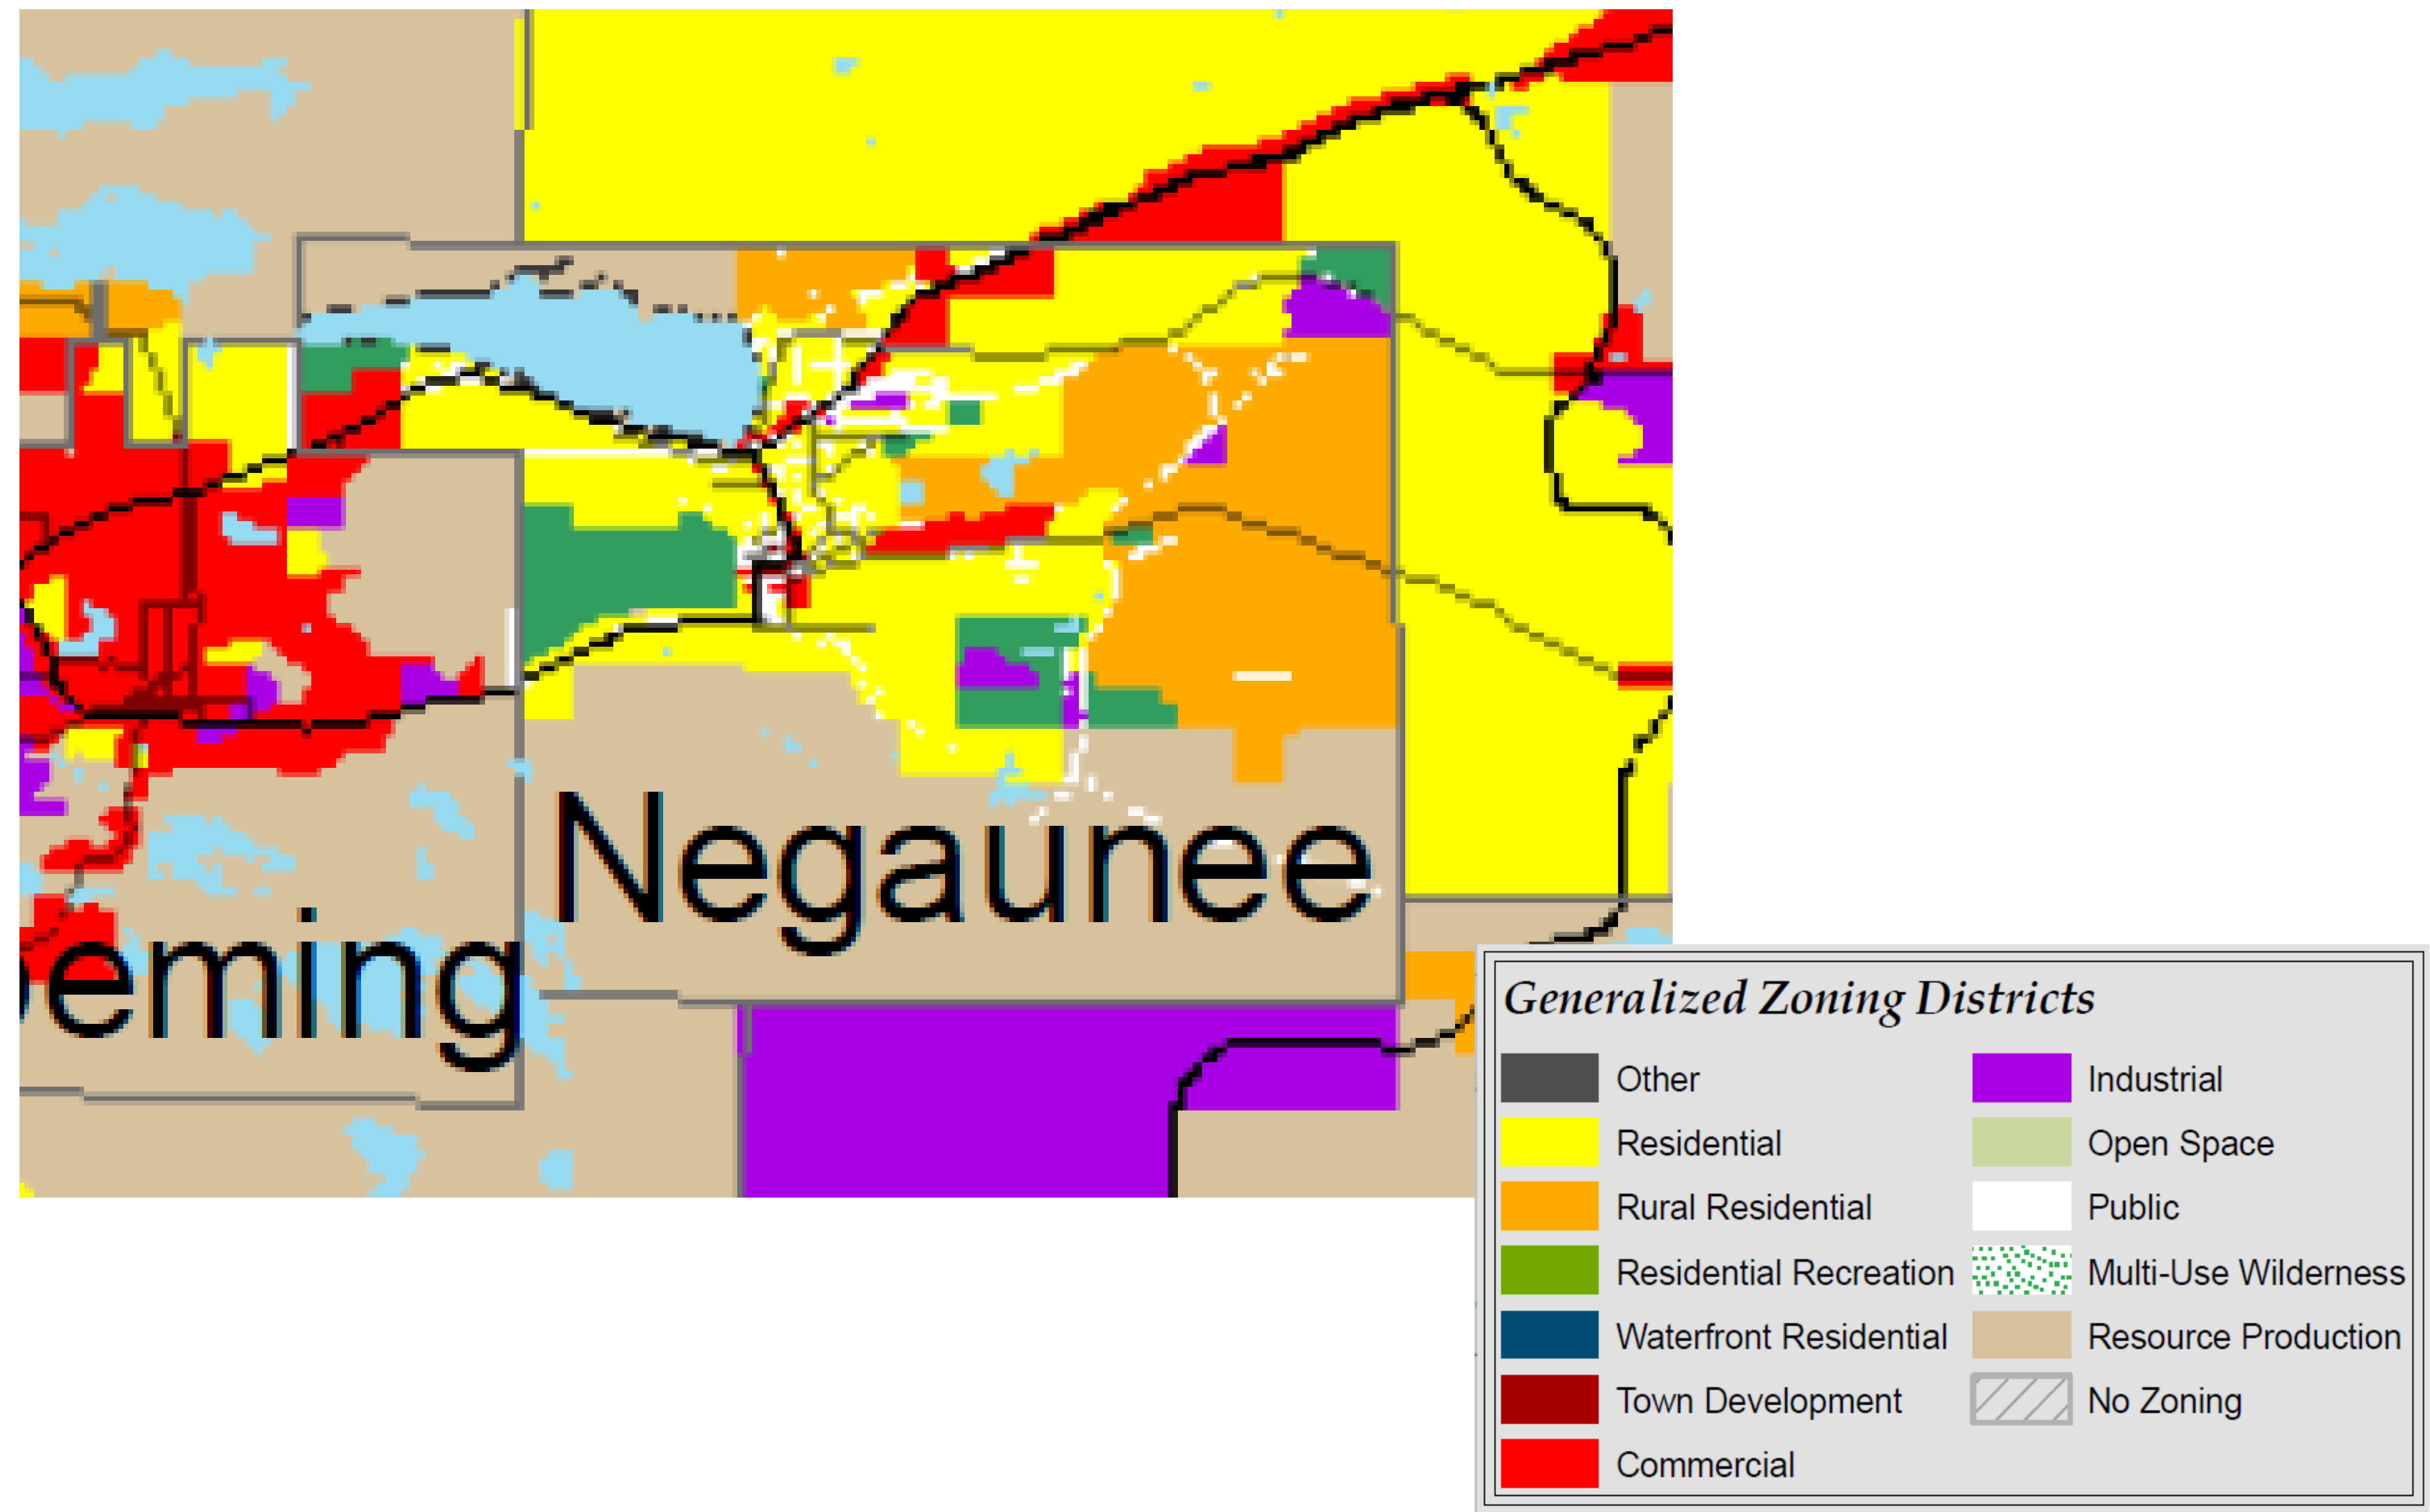 Negaunee
eming
Generalized Zoning Districts
Other
Residential
Rural Residential
Residential Recreation
Waterfront Residential
Town Development
Commercial
Industrial
Open Space
Public
Multi-Use Wilderness
Resource Production
No Zoning